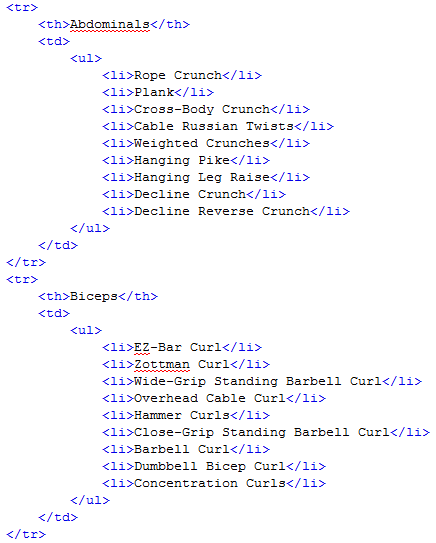 <tr>
    <th>Abdominals</th>
    <td>
        <ul>
            <li>Rope Crunch</li>
            <li>Plank</li>
            <li>Cross-Body Crunch</li>
            <li>Cable Russian Twists</li>
            <li>Weighted Crunches</li>
            <li>Hanging Pike</li>
            <li>Hanging Leg Raise</li>
            <li>Decline Crunch</li>
            <li>Decline Reverse Crunch</li>
        </ul>
    </td>
</tr>
<tr>
    <th>Biceps</th>
    <td>
        <ul>
            <li>EZ-Bar Curl</li>
            <li>Zottman Curl</li>
            <li>Wide-Grip Standing Barbell Curl</li>
            <li>Overhead Cable Curl</li>
            <li>Hammer Curls</li>
            <li>Close-Grip Standing Barbell Curl</li>
            <li>Barbell Curl</li>
            <li>Dumbbell Bicep Curl</li>
            <li>Concentration Curls</li>
        </ul>
    </td>
</tr>